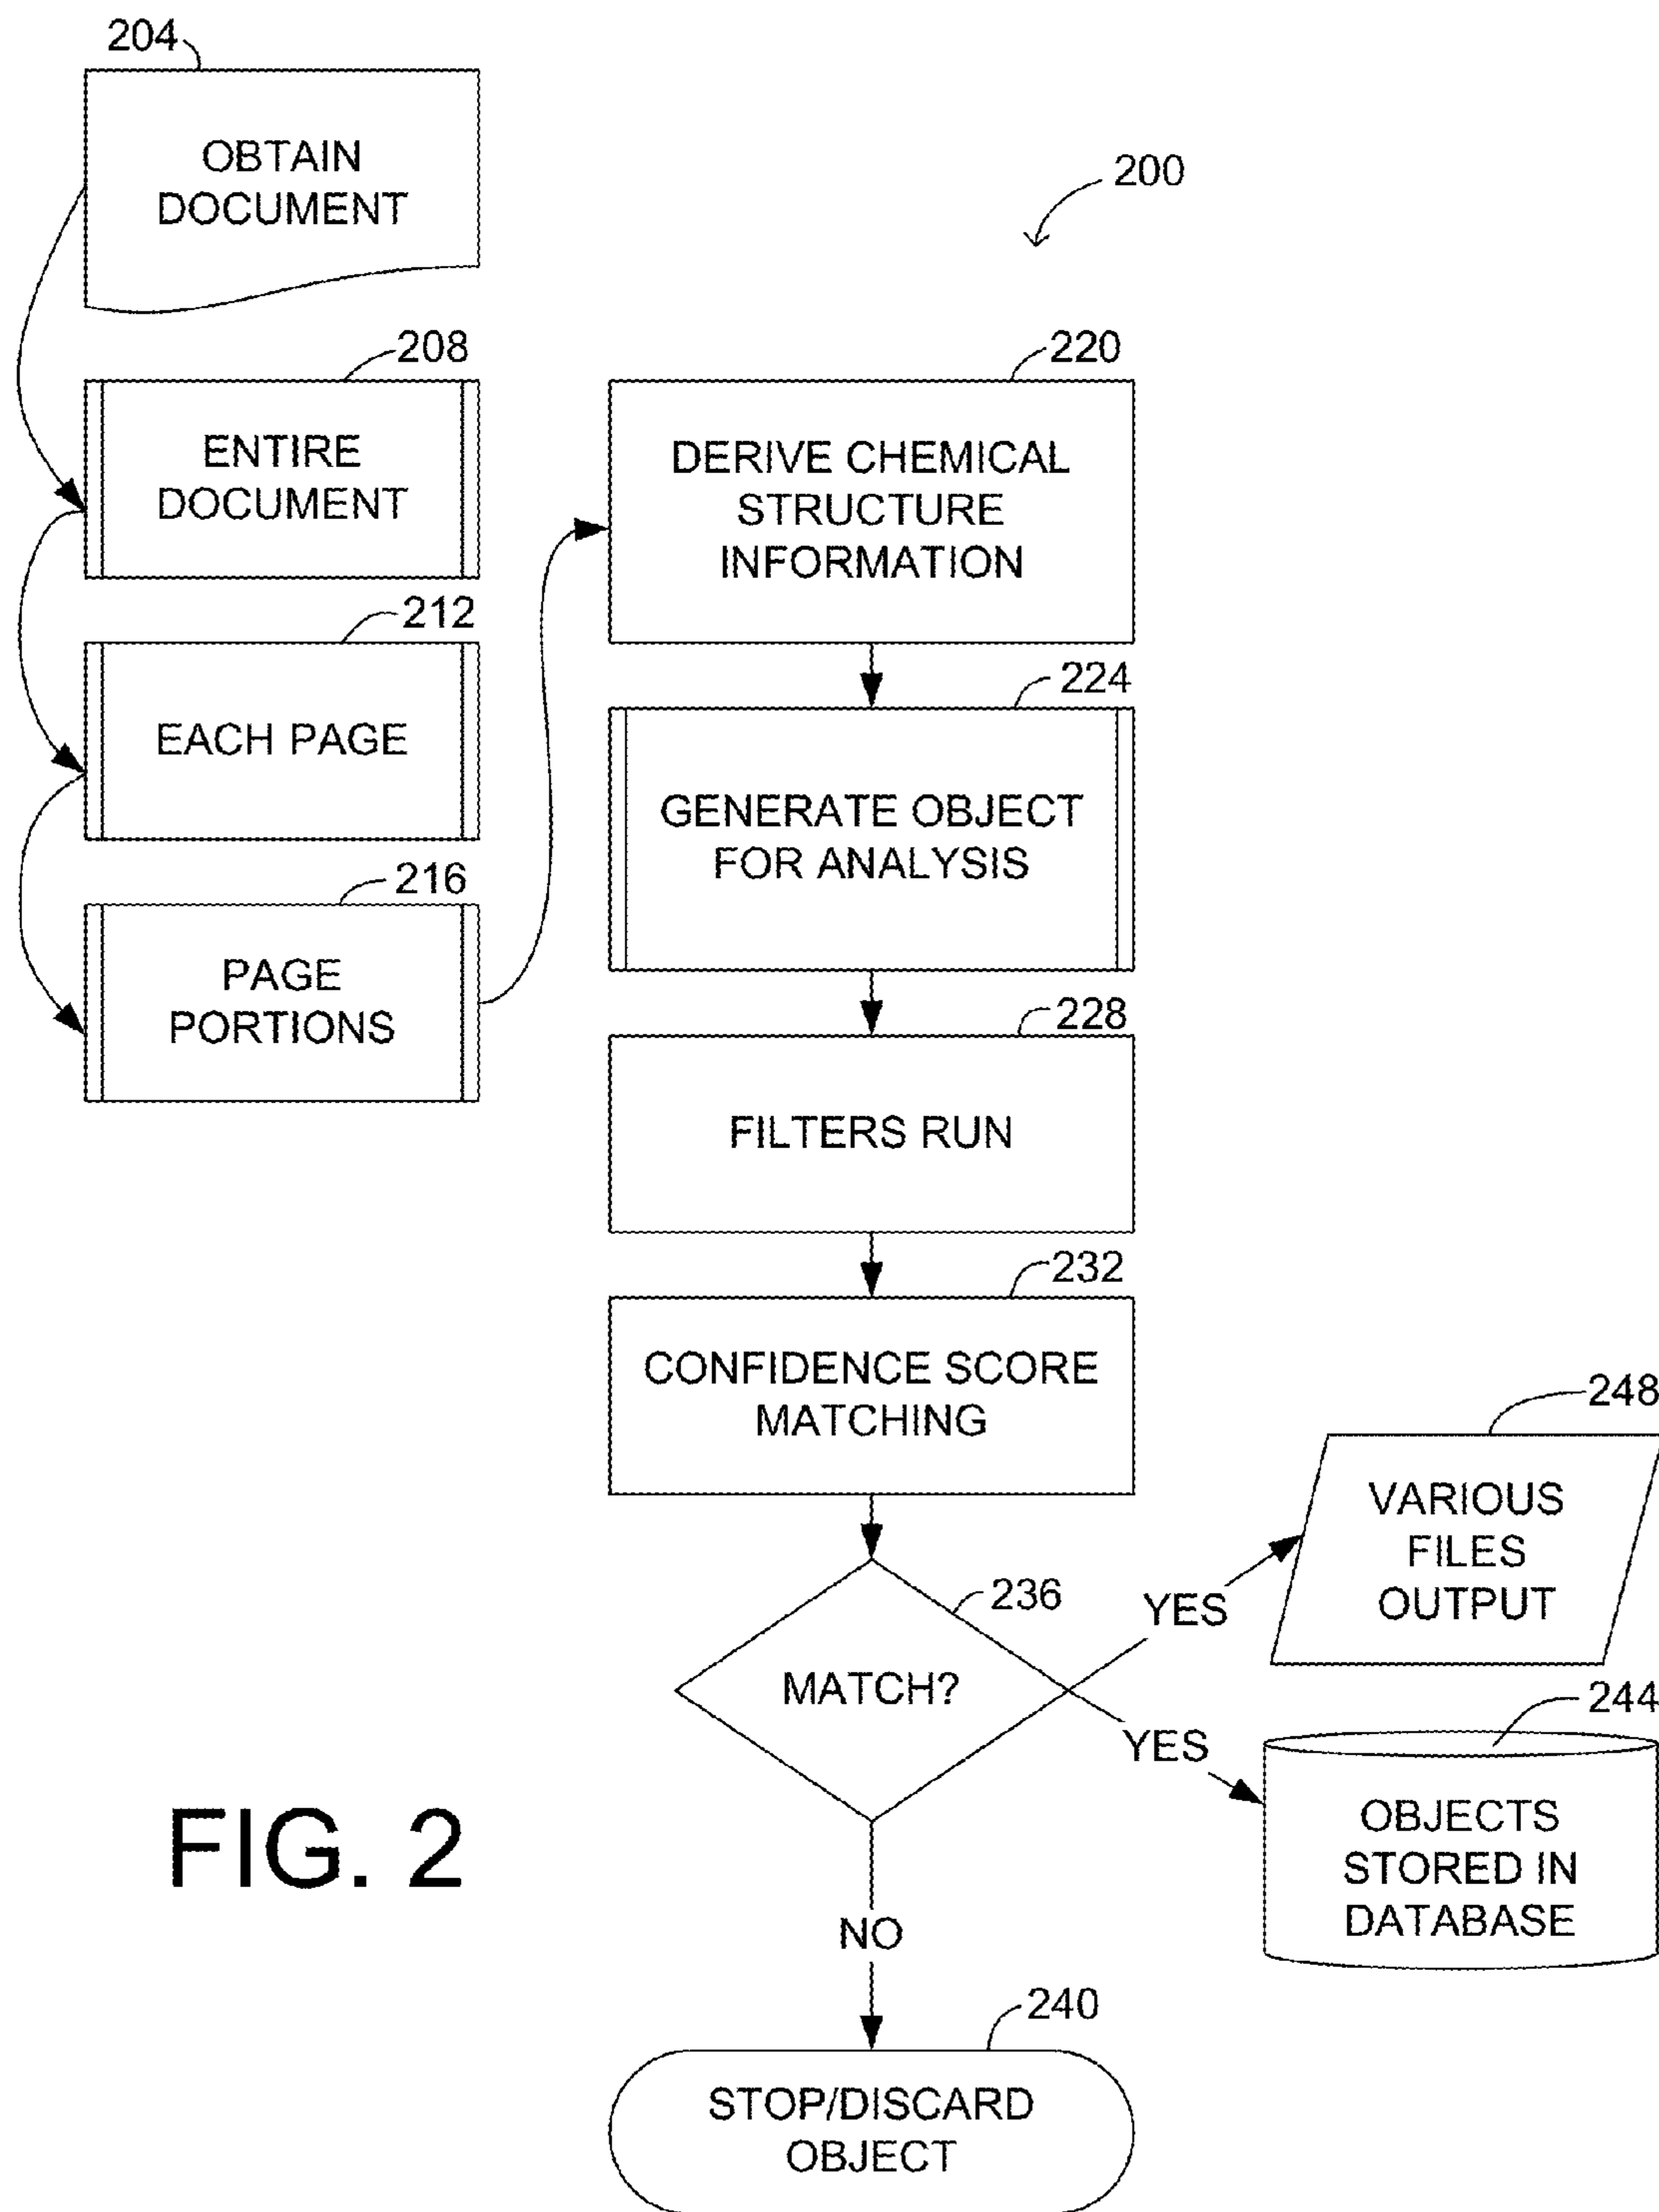 204
OBTAIN
DOCUMENT
200
208
ENTIRE
DOCUMENT
212
EACH PAGE
216
PAGE
PORTIONS
220
DERIVE CHEMICAL
STRUCTURE
INFORMATION
224
GENERATE OBJECT
FOR ANALYSIS
228
FILTERS RUN
232
CONFIDENCE SCORE
MATCHING
236
MATCH?
YES
248
VARIOUS
FILES
OUTPUT
YES
244
OBJECTS
STORED IN
DATABASE
NO
240
STOP/DISCARD
OBJECT
FIG. 2